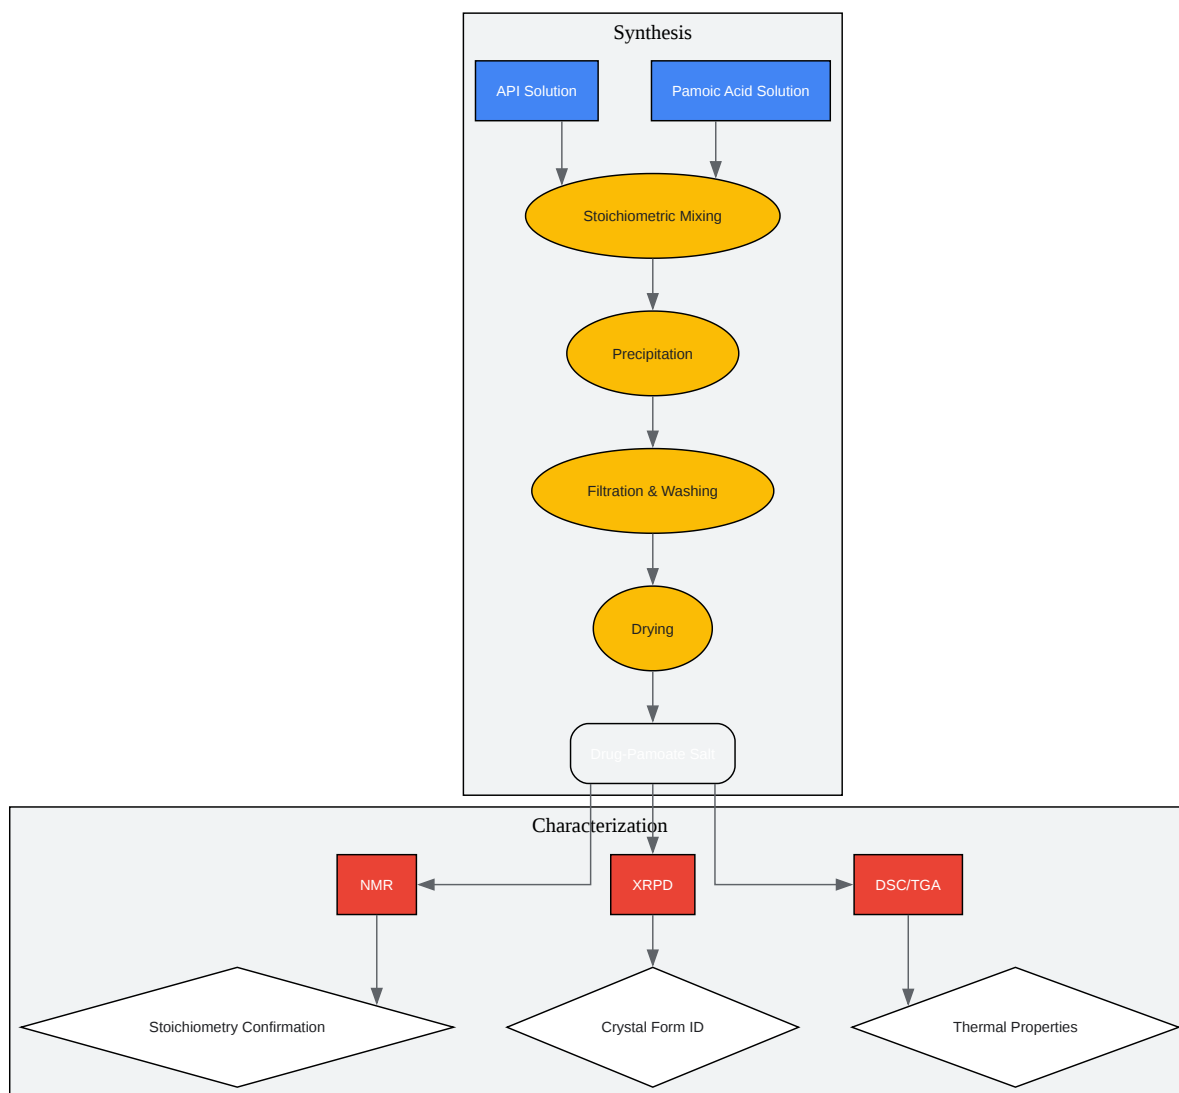 Synthesis
API Solution
Pamoic Acid Solution
Stoichiometric Mixing
Precipitation
Filtration & Washing
Drying
Drug-Pamoate Salt
Characterization
NMR
XRPD
DSC/TGA
Stoichiometry Confirmation
Crystal Form ID
Thermal Properties